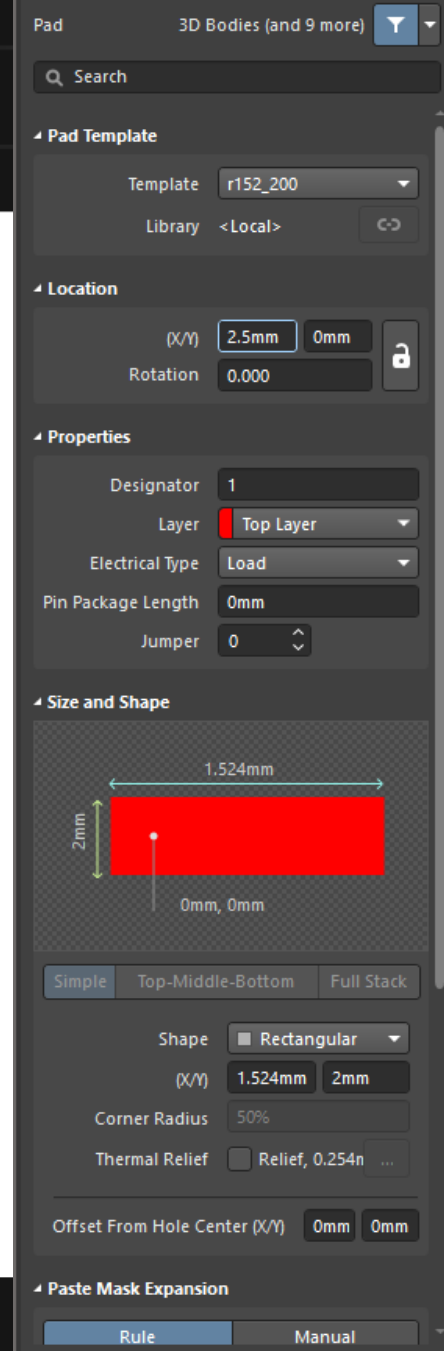 Pad 3D Bodies (and 9 more)
Search
Pad Template
Template r152_200
Library <Local>
Location
(X/Y) 2.5mm 0mm
Rotation 0.000
Properties
Designator 1
Layer Top Layer
Electrical Type Load
Pin Package Length 0mm
Jumper 0
Size and Shape
1.524mm
2mm
0mm, 0mm
Simple Top-Middle-Bottom Full Stack
Shape Rectangular
(X/Y) 1.524mm 2mm
Corner Radius 50%
Thermal Relief Relief, 0.254n ...
Offset From Hole Center (X/Y) 0mm 0mm
Paste Mask Expansion
Rule Manual